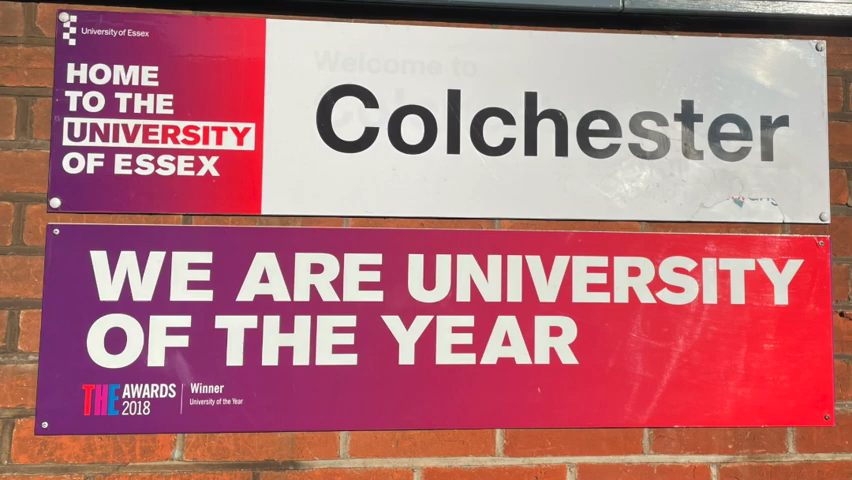 University of Essex
HOME
TO THE
UNIVERSITY
OF ESSEX
Welcome to
Colchester
WE ARE UNIVERSITY
OF THE YEAR
THE AWARDS
2018
Winner
University of the Year